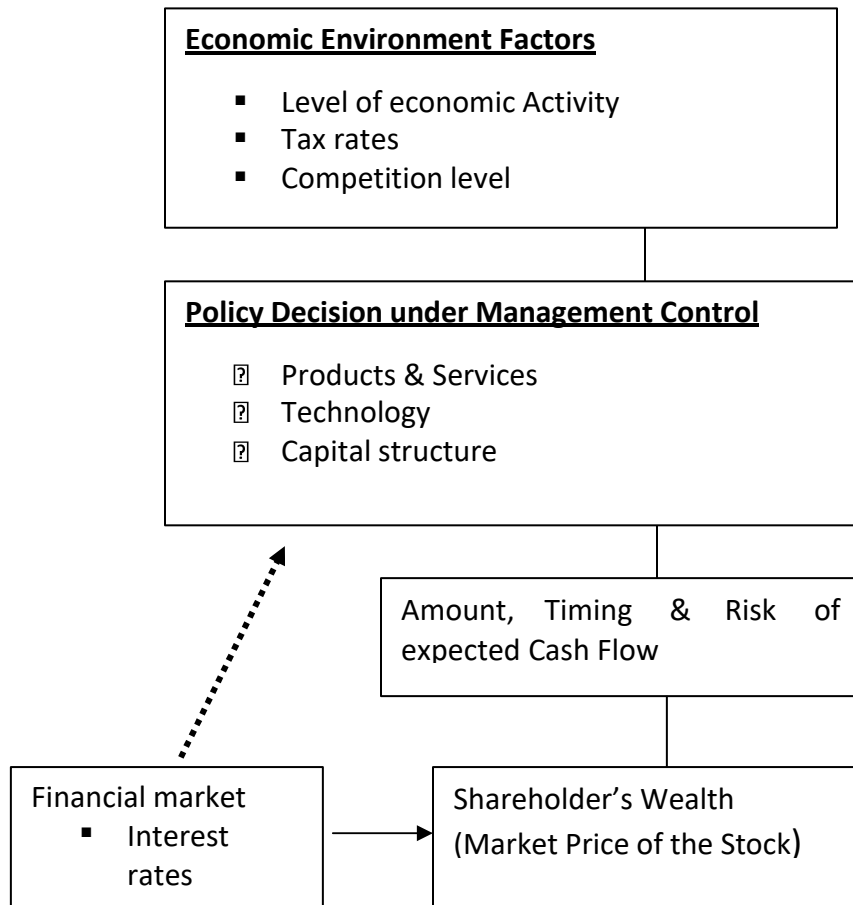 Economic Environment Factors
▪ Level of economic Activity
▪ Tax rates
▪ Competition level
Policy Decision under Management Control
⍰ Products & Services
⍰ Technology
⍰ Capital structure
Amount, Timing & Risk of
expected Cash Flow
Financial market
▪ Interest
rates
Shareholder’s Wealth
(Market Price of the Stock)